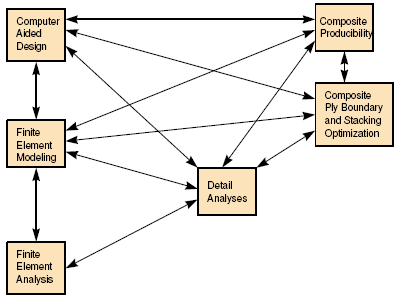 Computer
Aided
Design
Composite
Producibility
Composite
Ply Boundary
and Stacking
Optimization
Finite
Element
Modeling
Detail
Analyses
Finite
Element
Analysis